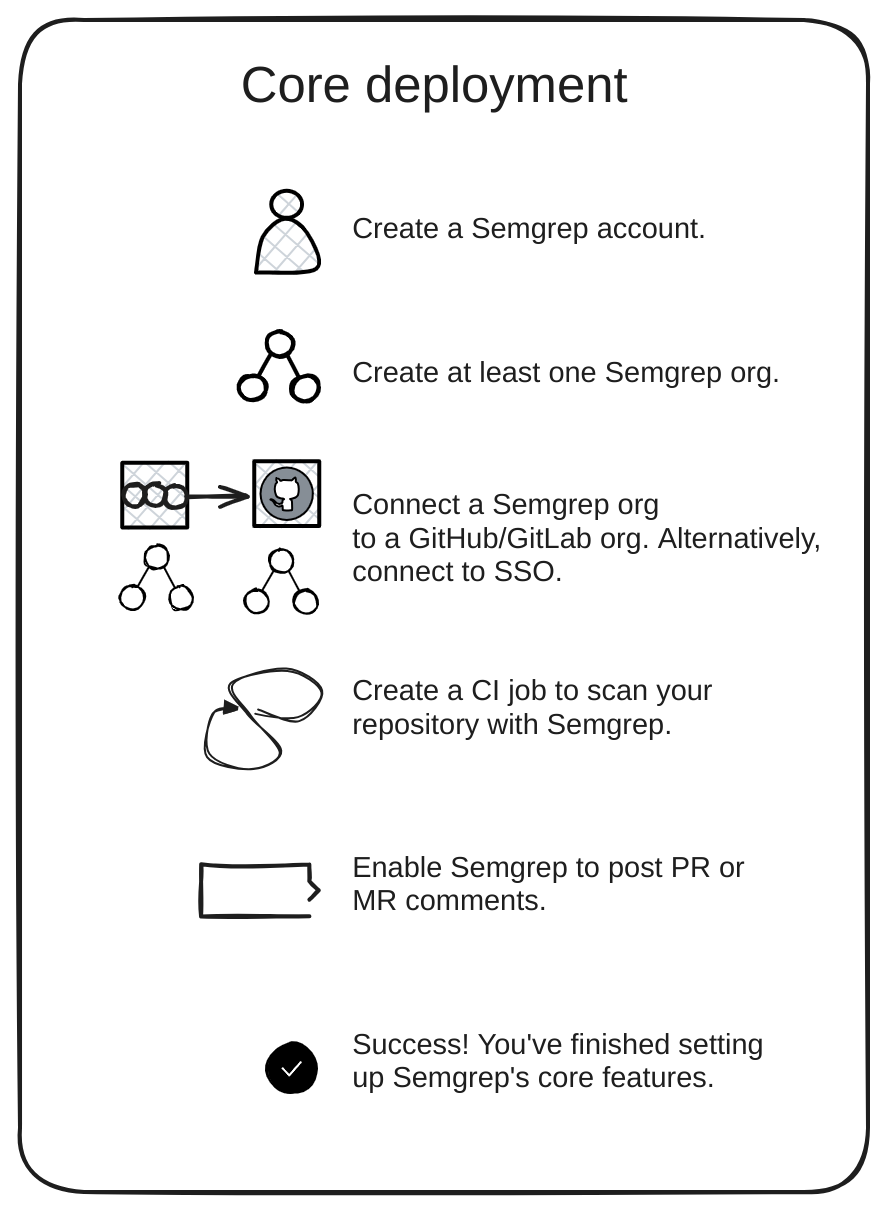 Core deployment
Create a Semgrep account.
Create at least one Semgrep org.
Connect a Semgrep org
to a GitHub/GitLab org. Alternatively,
connect to SSO.
Create a CI job to scan your
repository with Semgrep.
Enable Semgrep to post PR or
MR comments.
Success! You've finished setting
up Semgrep's core features.